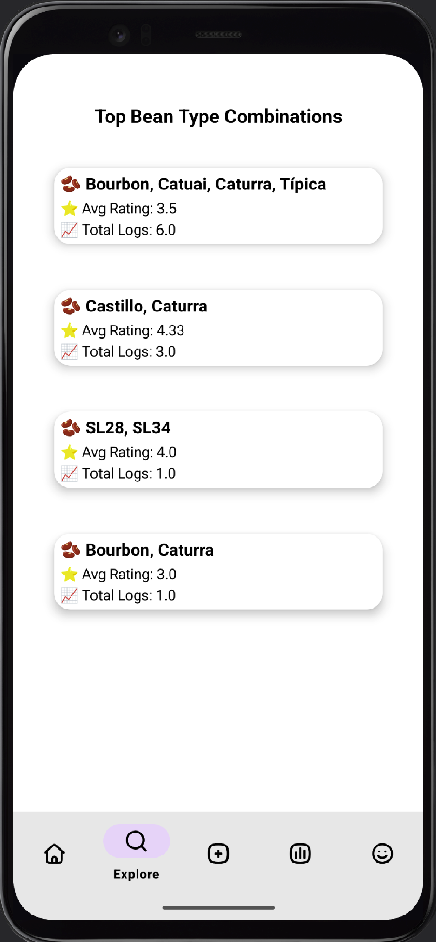 Top Bean Type Combinations
Bourbon, Catuai, Caturra, Típica
Avg Rating: 3.5
Total Logs: 6.0
Castillo, Caturra
Avg Rating: 4.33
Total Logs: 3.0
SL28, SL34
Avg Rating: 4.0
Total Logs: 1.0
Bourbon, Caturra
Avg Rating: 3.0
Total Logs: 1.0
Explore